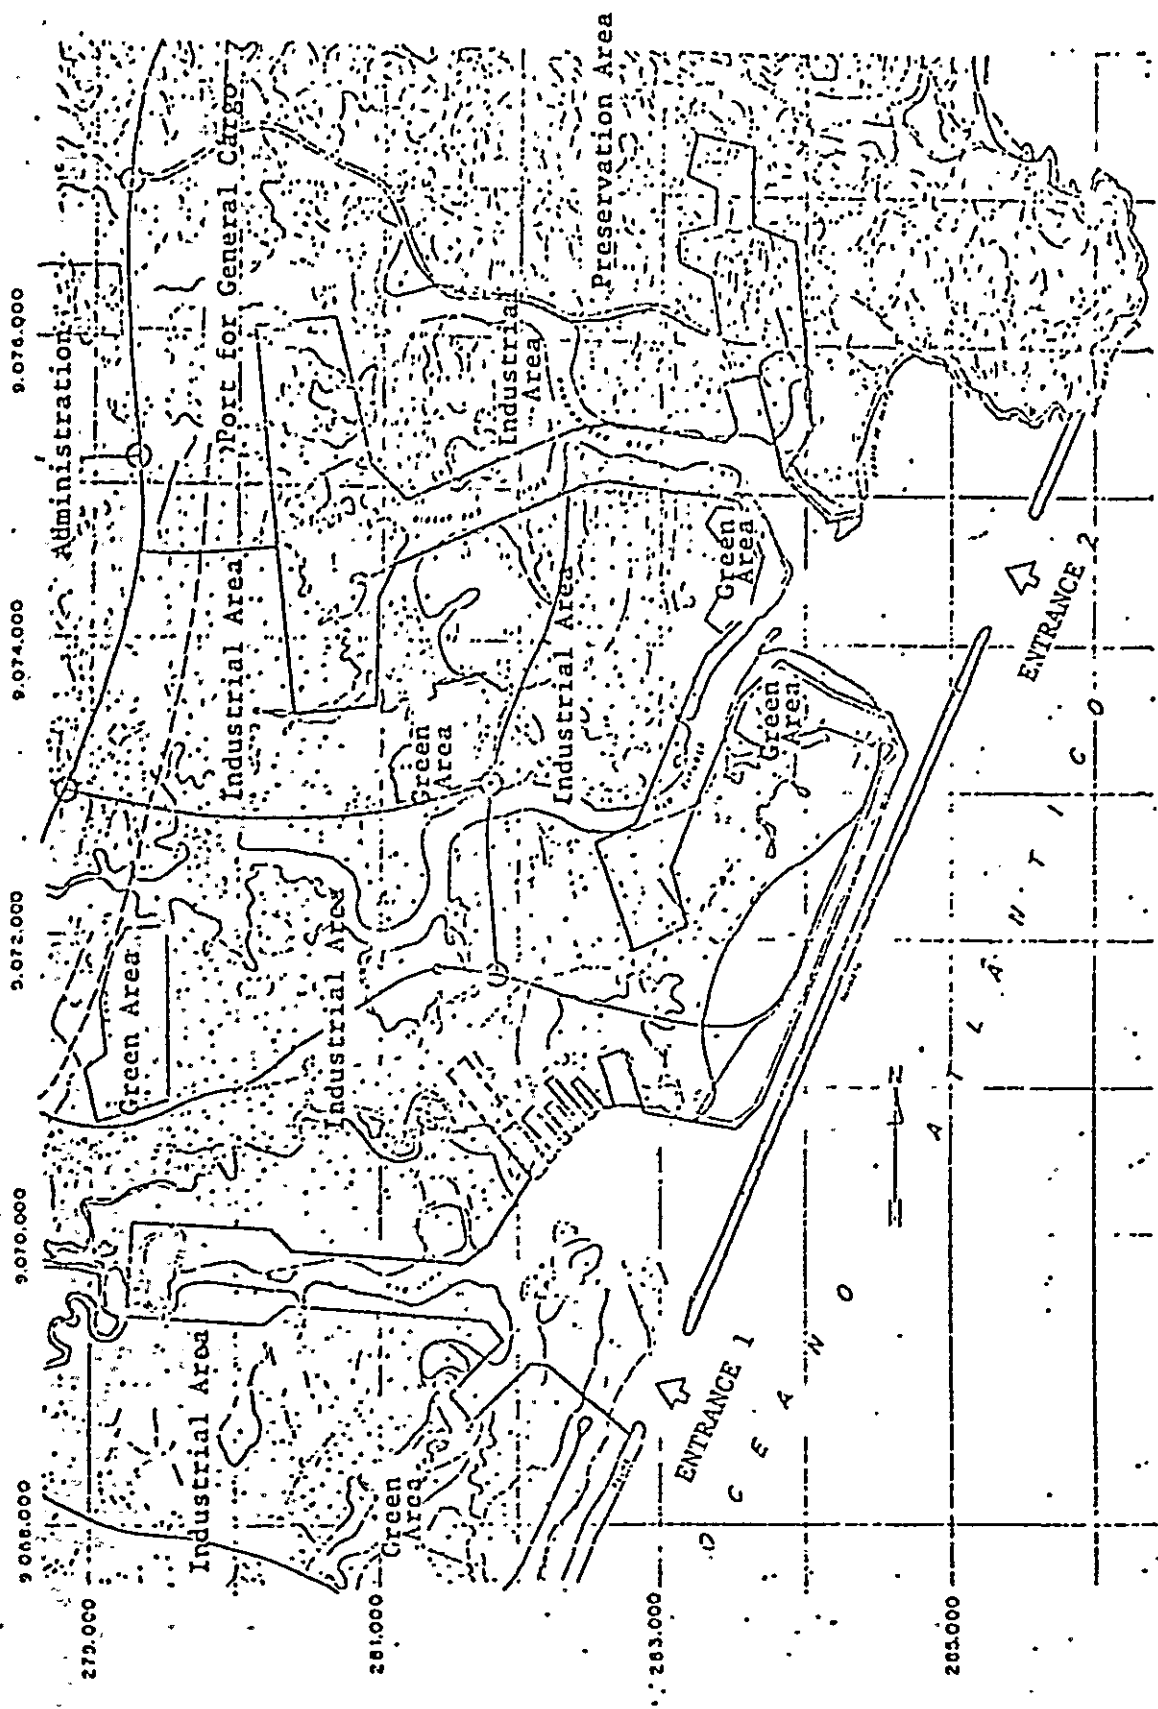 9.076.000
9.074.000
9.072.000
9.070.000
9.068.000
279.000
281.000
283.000
285.000
Administration
Port for
General Cargo
Industrial Area
Green Area
Industrial Area
Industrial Area
Green
Area
Green
Area
Industrial Area
Industrial
Area
Preservation Area
Green
Area
Green
Area
ENTRANCE 1
ENTRANCE 2
OCEANO ATLANTICO
N